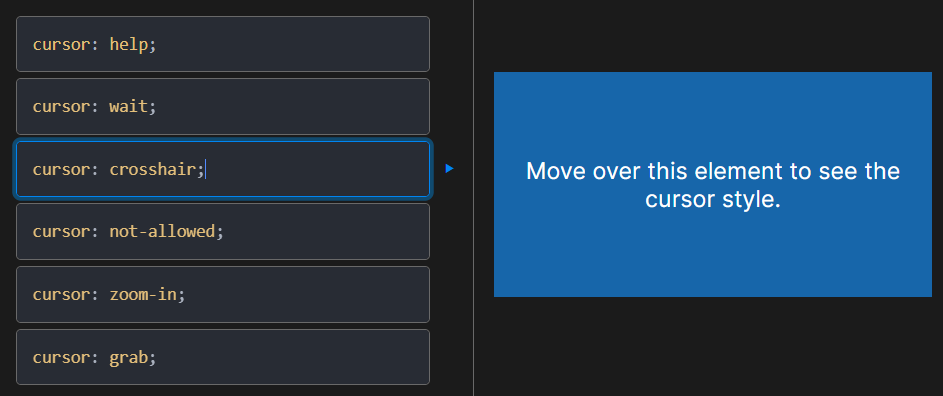 cursor: help;
cursor: wait;
cursor: crosshair;
cursor: not-allowed;
cursor: zoom-in;
cursor: grab;
Move over this element to see the
cursor style.